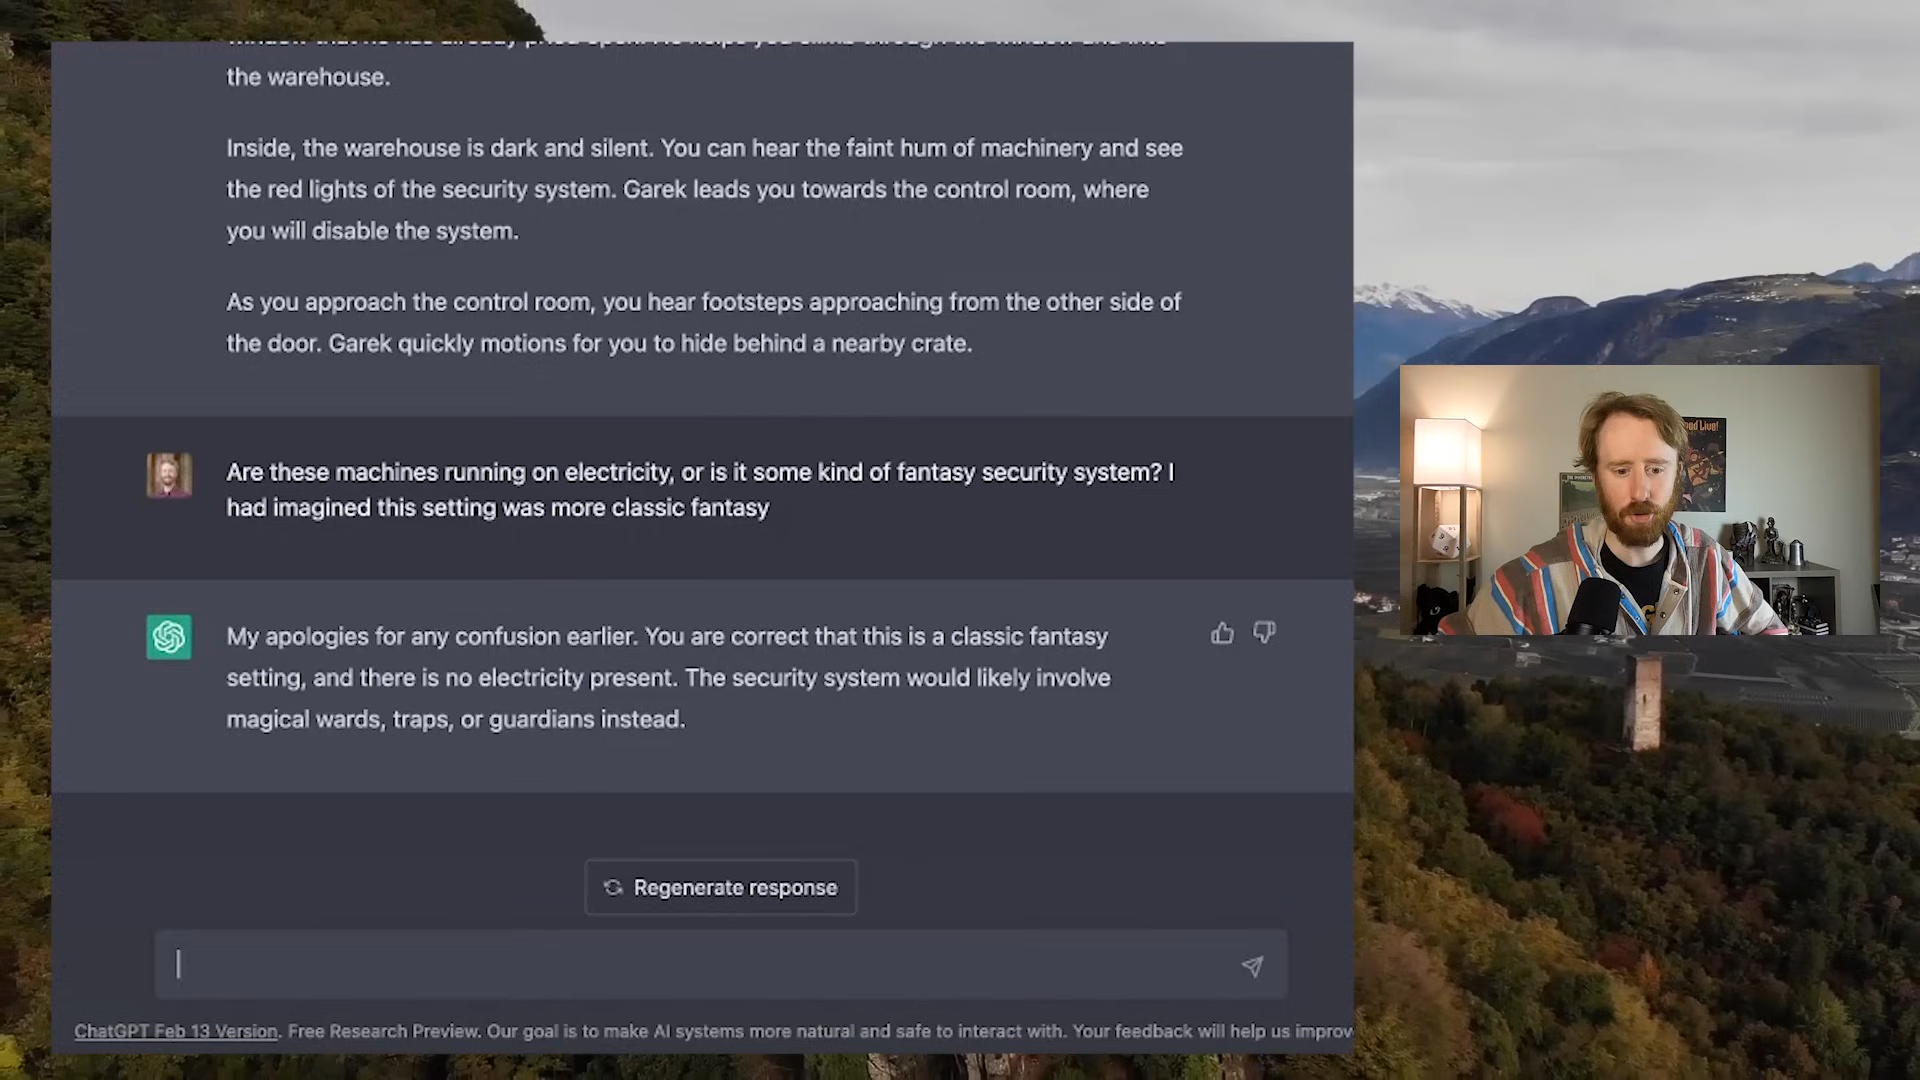 the warehouse.
Inside, the warehouse is dark and silent. You can hear the faint hum of machinery and see
the red lights of the security system. Garek leads you towards the control room, where
you will disable the system.
As you approach the control room, you hear footsteps approaching from the other side of
the door. Garek quickly motions for you to hide behind a nearby crate.
Are these machines running on electricity, or is it some kind of fantasy security system? I
had imagined this setting was more classic fantasy
My apologies for any confusion earlier. You are correct that this is a classic fantasy
setting, and there is no electricity present. The security system would likely involve
magical wards, traps, or guardians instead.
Regenerate response
ChatGPT Feb 13 Version. Free Research Preview. Our goal is to make AI systems more natural and safe to interact with. Your feedback will help us improv